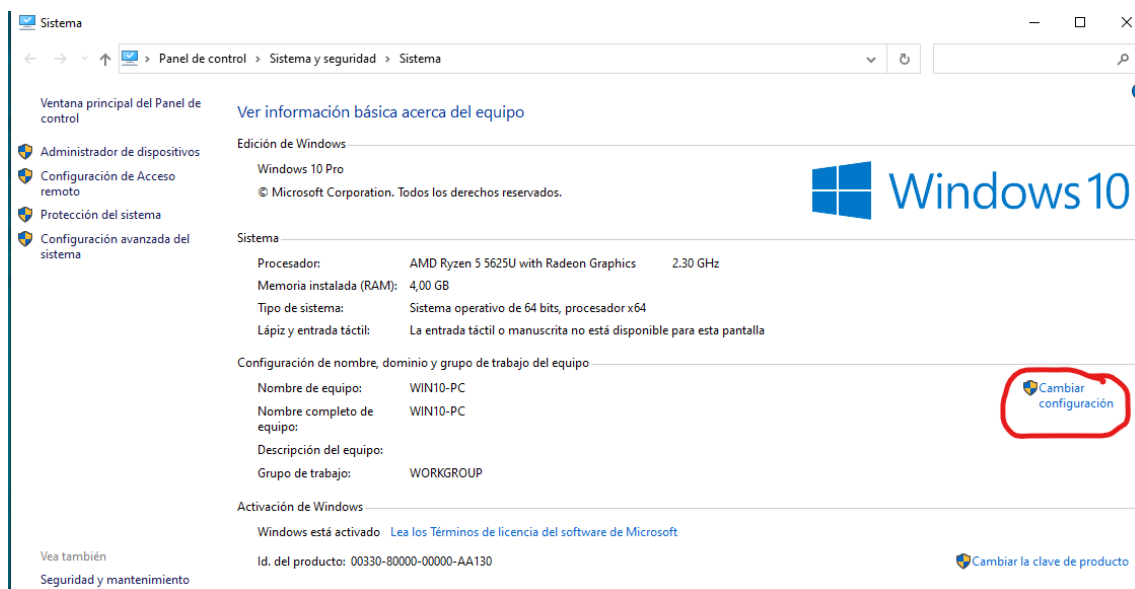 Sistema
Panel de control > Sistema y seguridad > Sistema
Ventana principal del Panel de
control
Administrador de dispositivos
Configuración de Acceso
remoto
Protección del sistema
Configuración avanzada del
sistema
Vea también
Seguridad y mantenimiento
Ver información básica acerca del equipo
Edición de Windows
Windows 10 Pro
© Microsoft Corporation. Todos los derechos reservados.
Windows 10
Sistema
Procesador: AMD Ryzen 5 5625U with Radeon Graphics 2.30 GHz
Memoria instalada (RAM): 4,00 GB
Tipo de sistema: Sistema operativo de 64 bits, procesador x64
Lápiz y entrada táctil: La entrada táctil o manuscrita no está disponible para esta pantalla
Configuración de nombre, dominio y grupo de trabajo del equipo
Nombre de equipo: WIN10-PC
Cambiar
configuración
Nombre completo de
equipo: WIN10-PC
Descripción del equipo:
Grupo de trabajo: WORKGROUP
Activación de Windows
Windows está activado Lea los Términos de licencia del software de Microsoft
Id. del producto: 00330-80000-00000-AA130
Cambiar la clave de producto